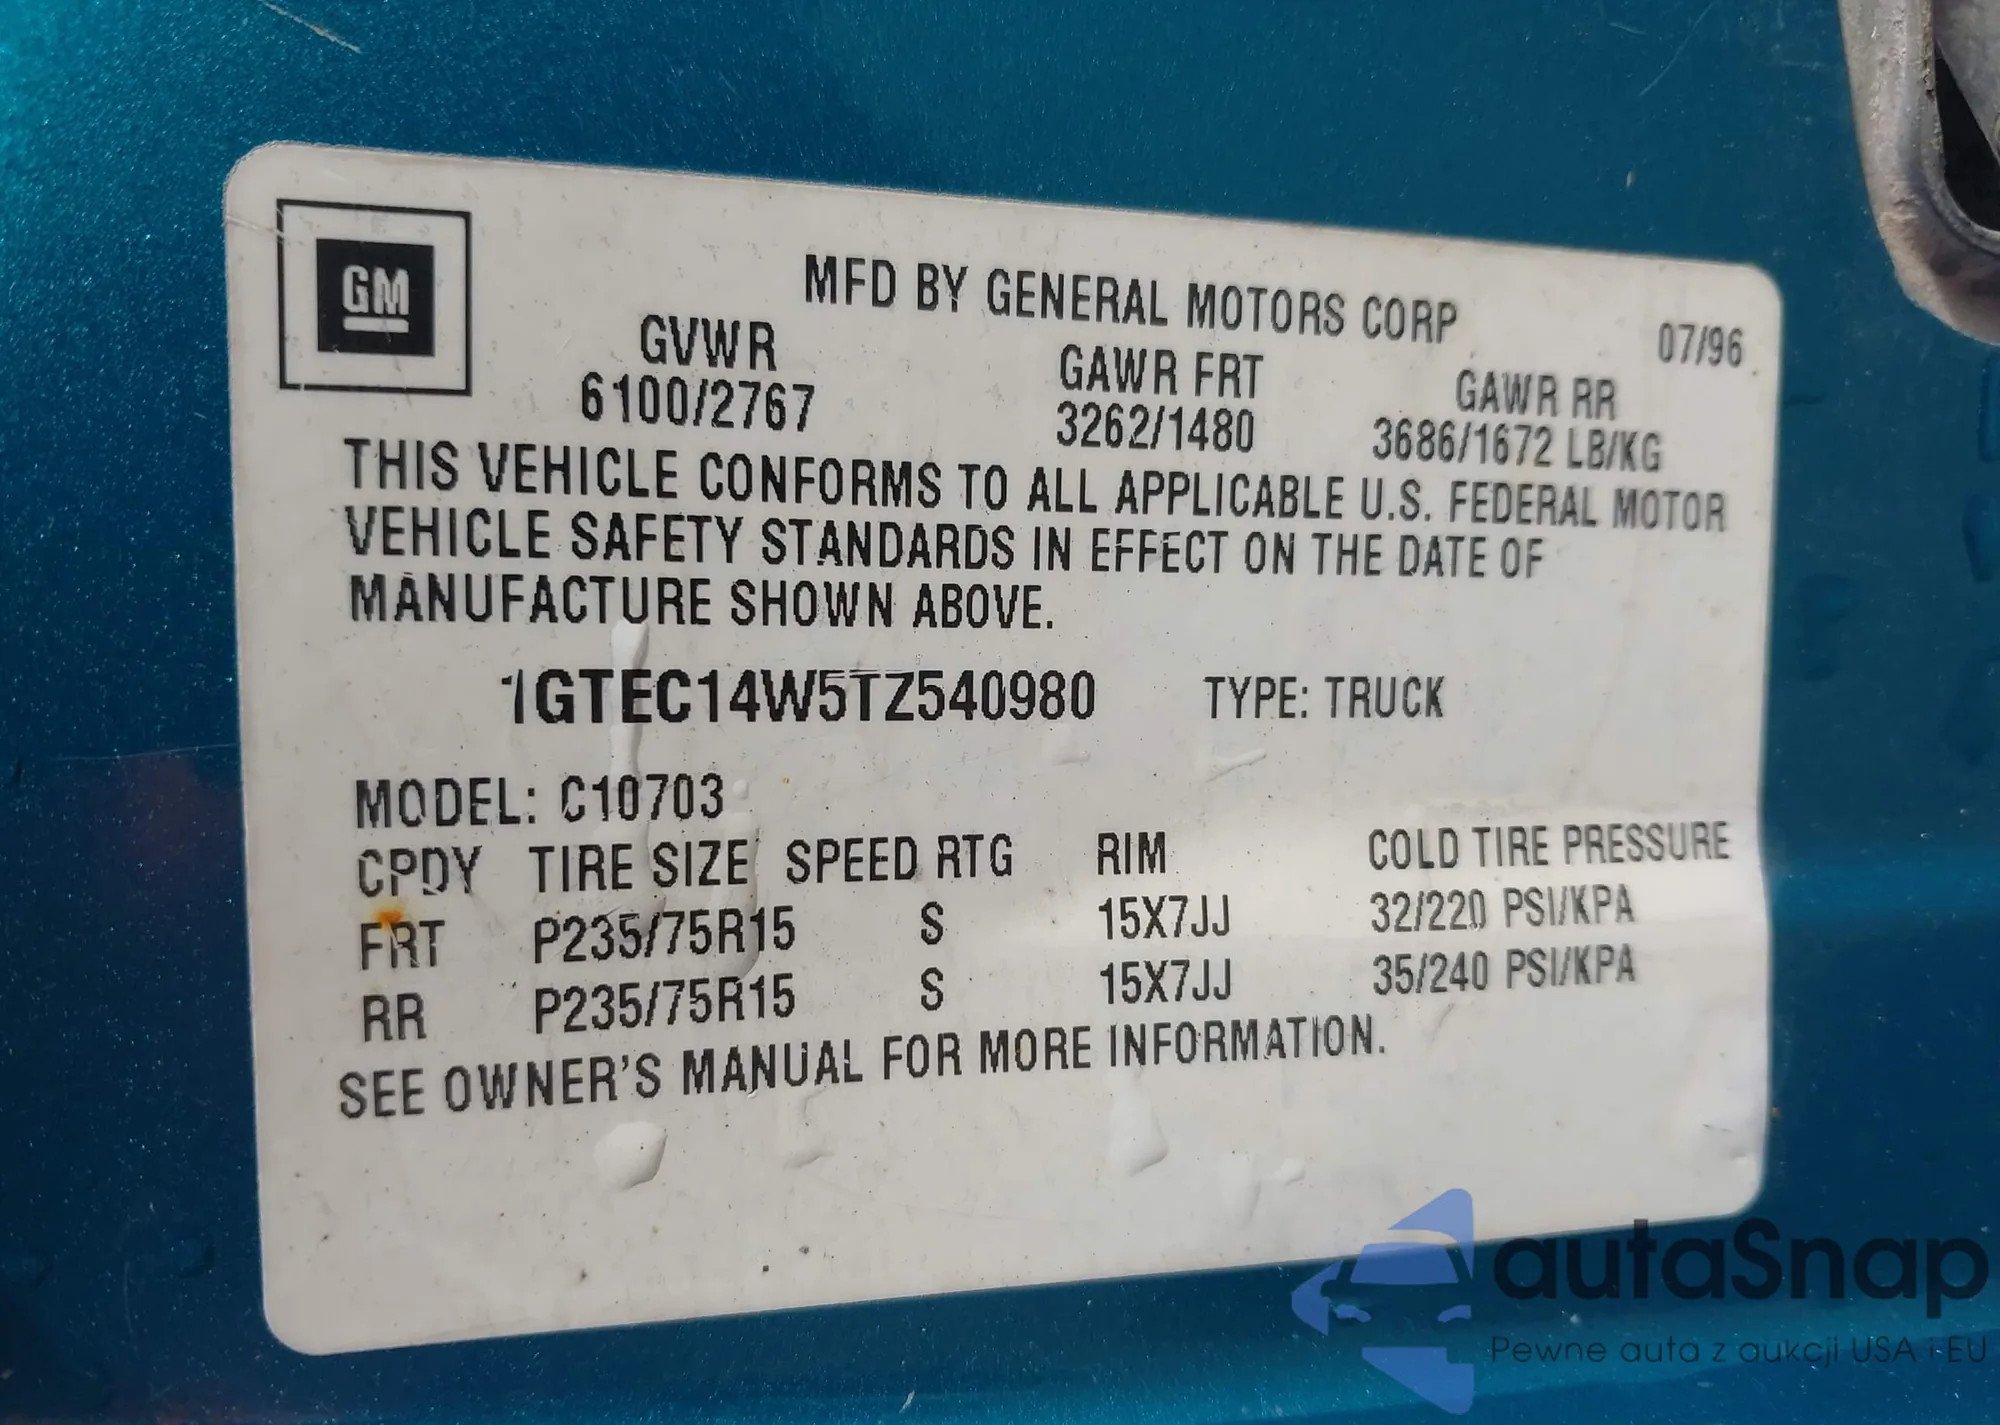 GM
MFD BY GENERAL MOTORS CORP
07/96
GVWR GAWR FRT GAWR RR
6100/2767 3262/1480 3686/1672 LB/KG
THIS VEHICLE CONFORMS TO ALL APPLICABLE U.S. FEDERAL MOTOR
VEHICLE SAFETY STANDARDS IN EFFECT ON THE DATE OF
MANUFACTURE SHOWN ABOVE.
1GTEC14W5TZ540980 TYPE: TRUCK
MODEL: C10703
CPDY TIRE SIZE SPEED RTG RIM COLD TIRE PRESSURE
FRT P235/75R15 S 15X7JJ 32/220 PSI/KPA
RR P235/75R15 S 15X7JJ 35/240 PSI/KPA
SEE OWNER'S MANUAL FOR MORE INFORMATION.
autaSnap
Pewne auta z aukcji USA i EU